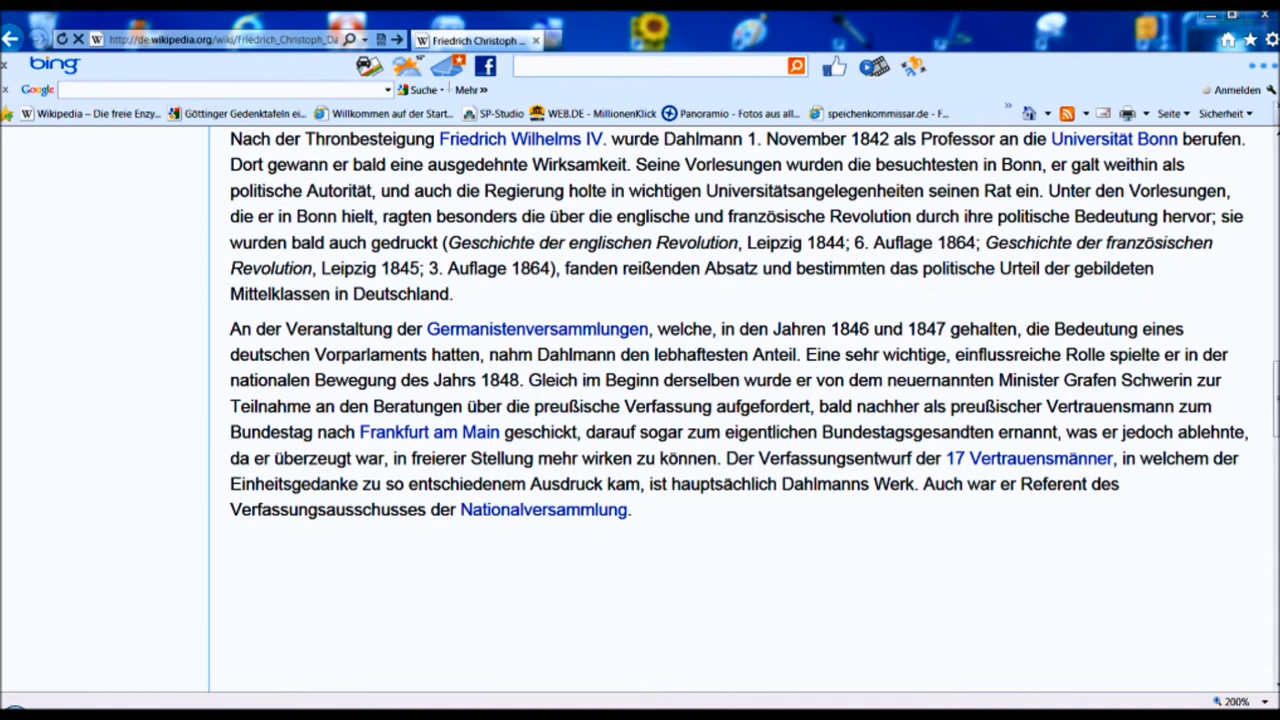 http://de.wikipedia.org/wiki/Friedrich_Christoph_Da
W Friedrich Christoph ...
bing
Google
Suche
Mehr »
Anmelden
Wikipedia – Die freie Enzy...
Göttinger Gedenktafeln ei...
Willkommen auf der Start...
SP-Studio
WEB.DE - MillionenKlick
Panoramio - Fotos aus all...
speichenkommissar.de - F...
Seite
Sicherheit
Nach der Thronbesteigung Friedrich Wilhelms IV. wurde Dahlmann 1. November 1842 als Professor an die Universität Bonn berufen.
Dort gewann er bald eine ausgedehnte Wirksamkeit. Seine Vorlesungen wurden die besuchtesten in Bonn, er galt weithin als
politische Autorität, und auch die Regierung holte in wichtigen Universitätsangelegenheiten seinen Rat ein. Unter den Vorlesungen,
die er in Bonn hielt, ragten besonders die über die englische und französische Revolution durch ihre politische Bedeutung hervor; sie
wurden bald auch gedruckt (Geschichte der englischen Revolution, Leipzig 1844; 6. Auflage 1864; Geschichte der französischen
Revolution, Leipzig 1845; 3. Auflage 1864), fanden reißenden Absatz und bestimmten das politische Urteil der gebildeten
Mittelklassen in Deutschland.
An der Veranstaltung der Germanistenversammlungen, welche, in den Jahren 1846 und 1847 gehalten, die Bedeutung eines
deutschen Vorparlaments hatten, nahm Dahlmann den lebhaftesten Anteil. Eine sehr wichtige, einflussreiche Rolle spielte er in der
nationalen Bewegung des Jahrs 1848. Gleich im Beginn derselben wurde er von dem neuernannten Minister Grafen Schwerin zur
Teilnahme an den Beratungen über die preußische Verfassung aufgefordert, bald nachher als preußischer Vertrauensmann zum
Bundestag nach Frankfurt am Main geschickt, darauf sogar zum eigentlichen Bundestagsgesandten ernannt, was er jedoch ablehnte,
da er überzeugt war, in freierer Stellung mehr wirken zu können. Der Verfassungsentwurf der 17 Vertrauensmänner, in welchem der
Einheitsgedanke zu so entschiedenem Ausdruck kam, ist hauptsächlich Dahlmanns Werk. Auch war er Referent des
Verfassungsausschusses der Nationalversammlung.
200%